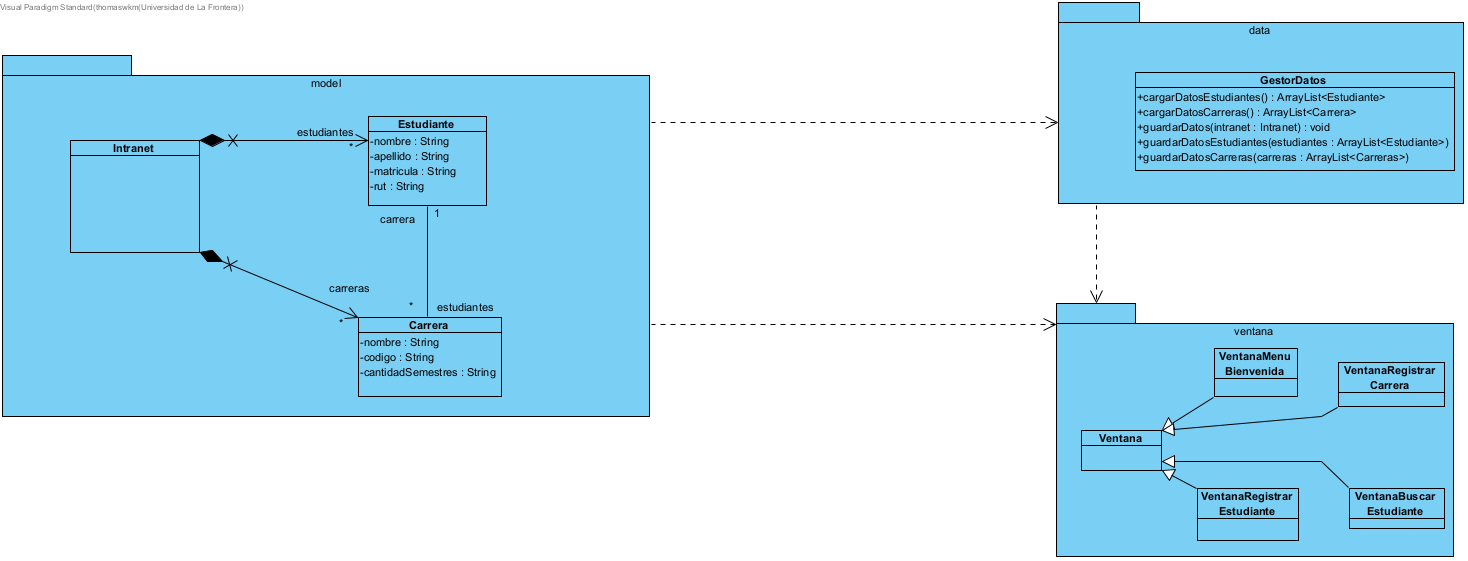 Visual Paradigm Standard(thomaswkm(Universidad de La Frontera))
model
Intranet
estudiantes
*
Estudiante
-nombre : String
-apellido : String
-matricula : String
-rut : String
carrera
1
carreras
*
*
estudiantes
Carrera
-nombre : String
-codigo : String
-cantidadSemestres : String
data
GestorDatos
+cargarDatosEstudiantes() : ArrayList<Estudiante>
+cargarDatosCarreras() : ArrayList<Carrera>
+guardarDatos(intranet : Intranet) : void
+guardarDatosEstudiantes(estudiantes : ArrayList<Estudiante>)
+guardarDatosCarreras(carreras : ArrayList<Carreras>)
ventana
VentanaMenu
Bienvenida
VentanaRegistrar
Carrera
Ventana
VentanaRegistrar
Estudiante
VentanaBuscar
Estudiante